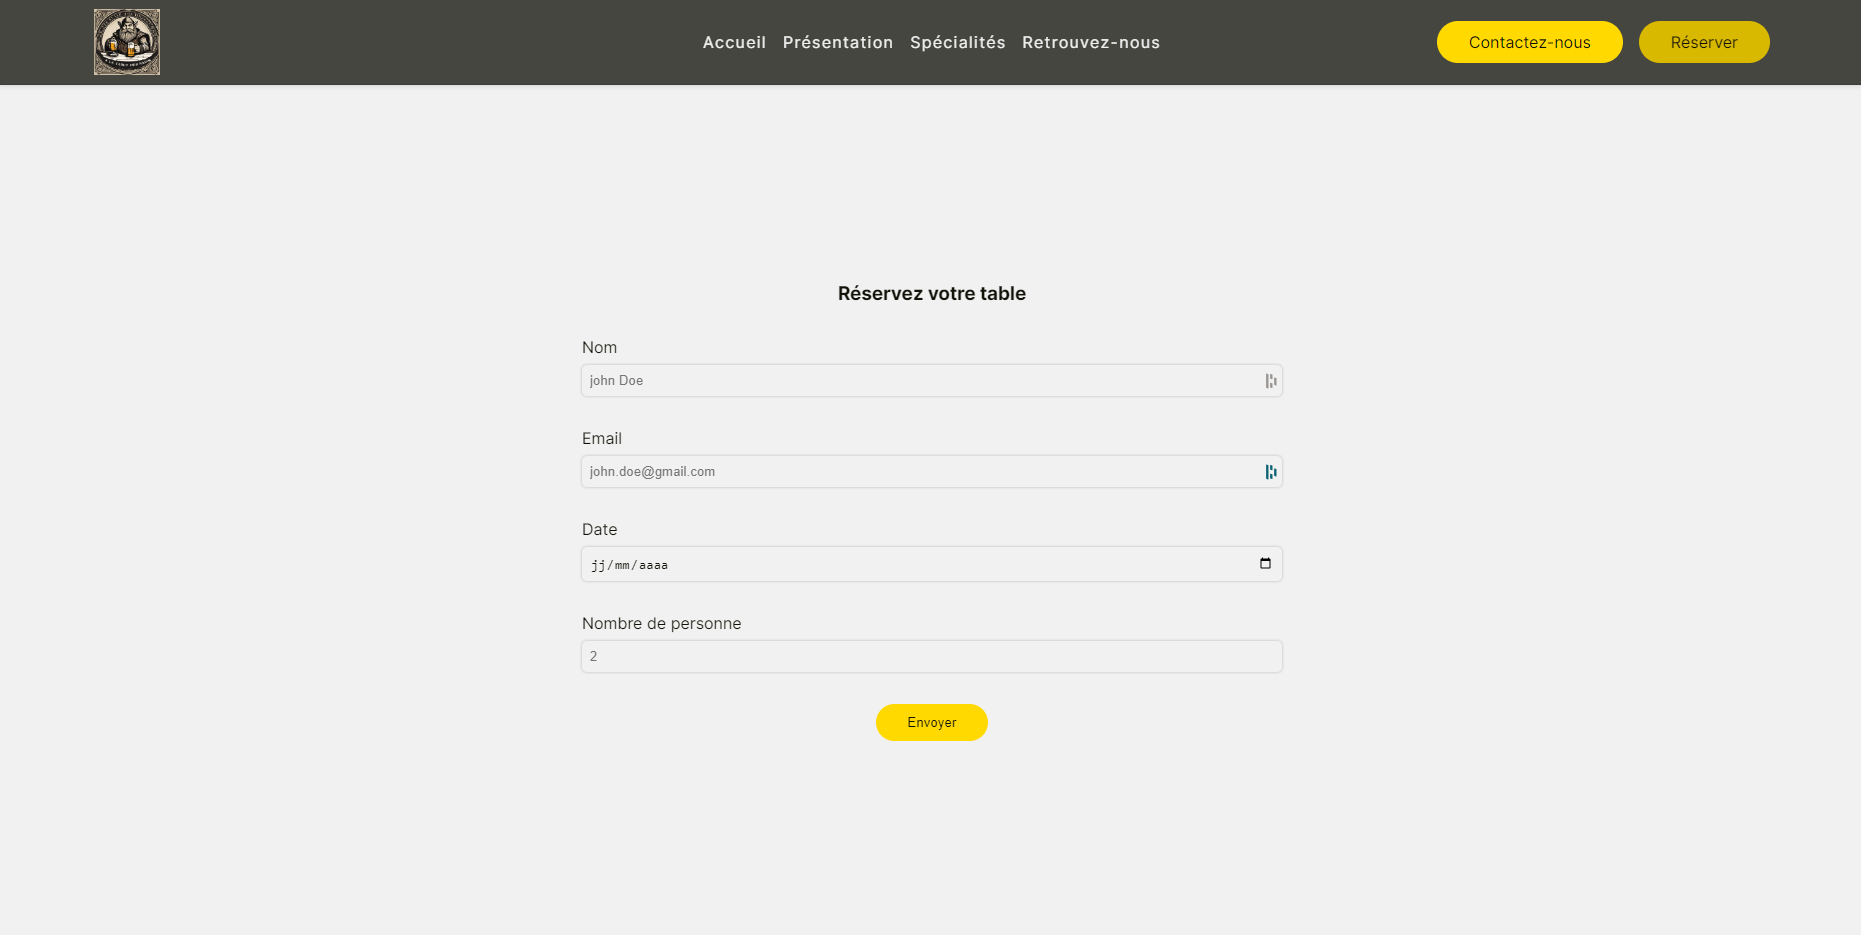 Accueil Présentation Spécialités Retrouvez-nous Contactez-nous Réserver
Réservez votre table
Nom
john Doe
Email
john.doe@gmail.com
Date
jj/mm/aaaa
Nombre de personne
2
Envoyer